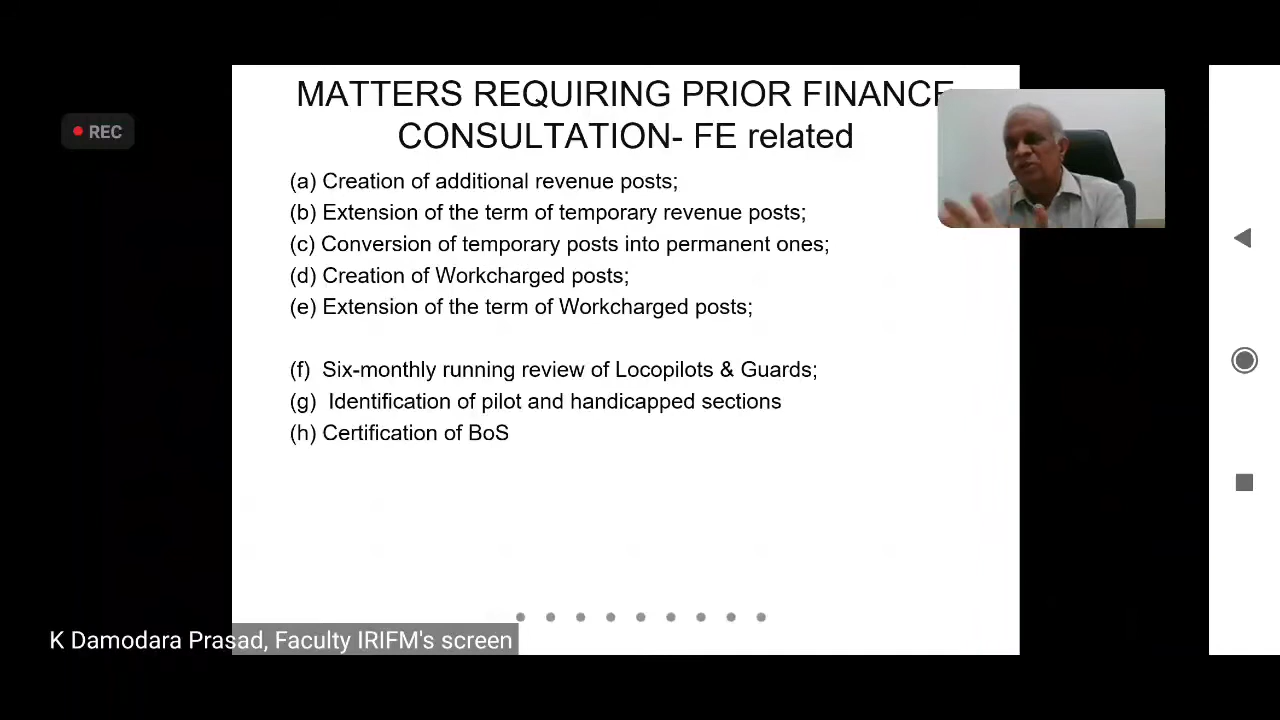 MATTERS REQUIRING PRIOR FINANCE
CONSULTATION- FE related
REC
(a) Creation of additional revenue posts;
(b) Extension of the term of temporary revenue posts;
(c) Conversion of temporary posts into permanent ones;
(d) Creation of Workcharged posts;
(e) Extension of the term of Workcharged posts;
(f) Six-monthly running review of Locopilots & Guards;
(g) Identification of pilot and handicapped sections
(h) Certification of BoS
K Damodara Prasad, Faculty IRIFM's screen